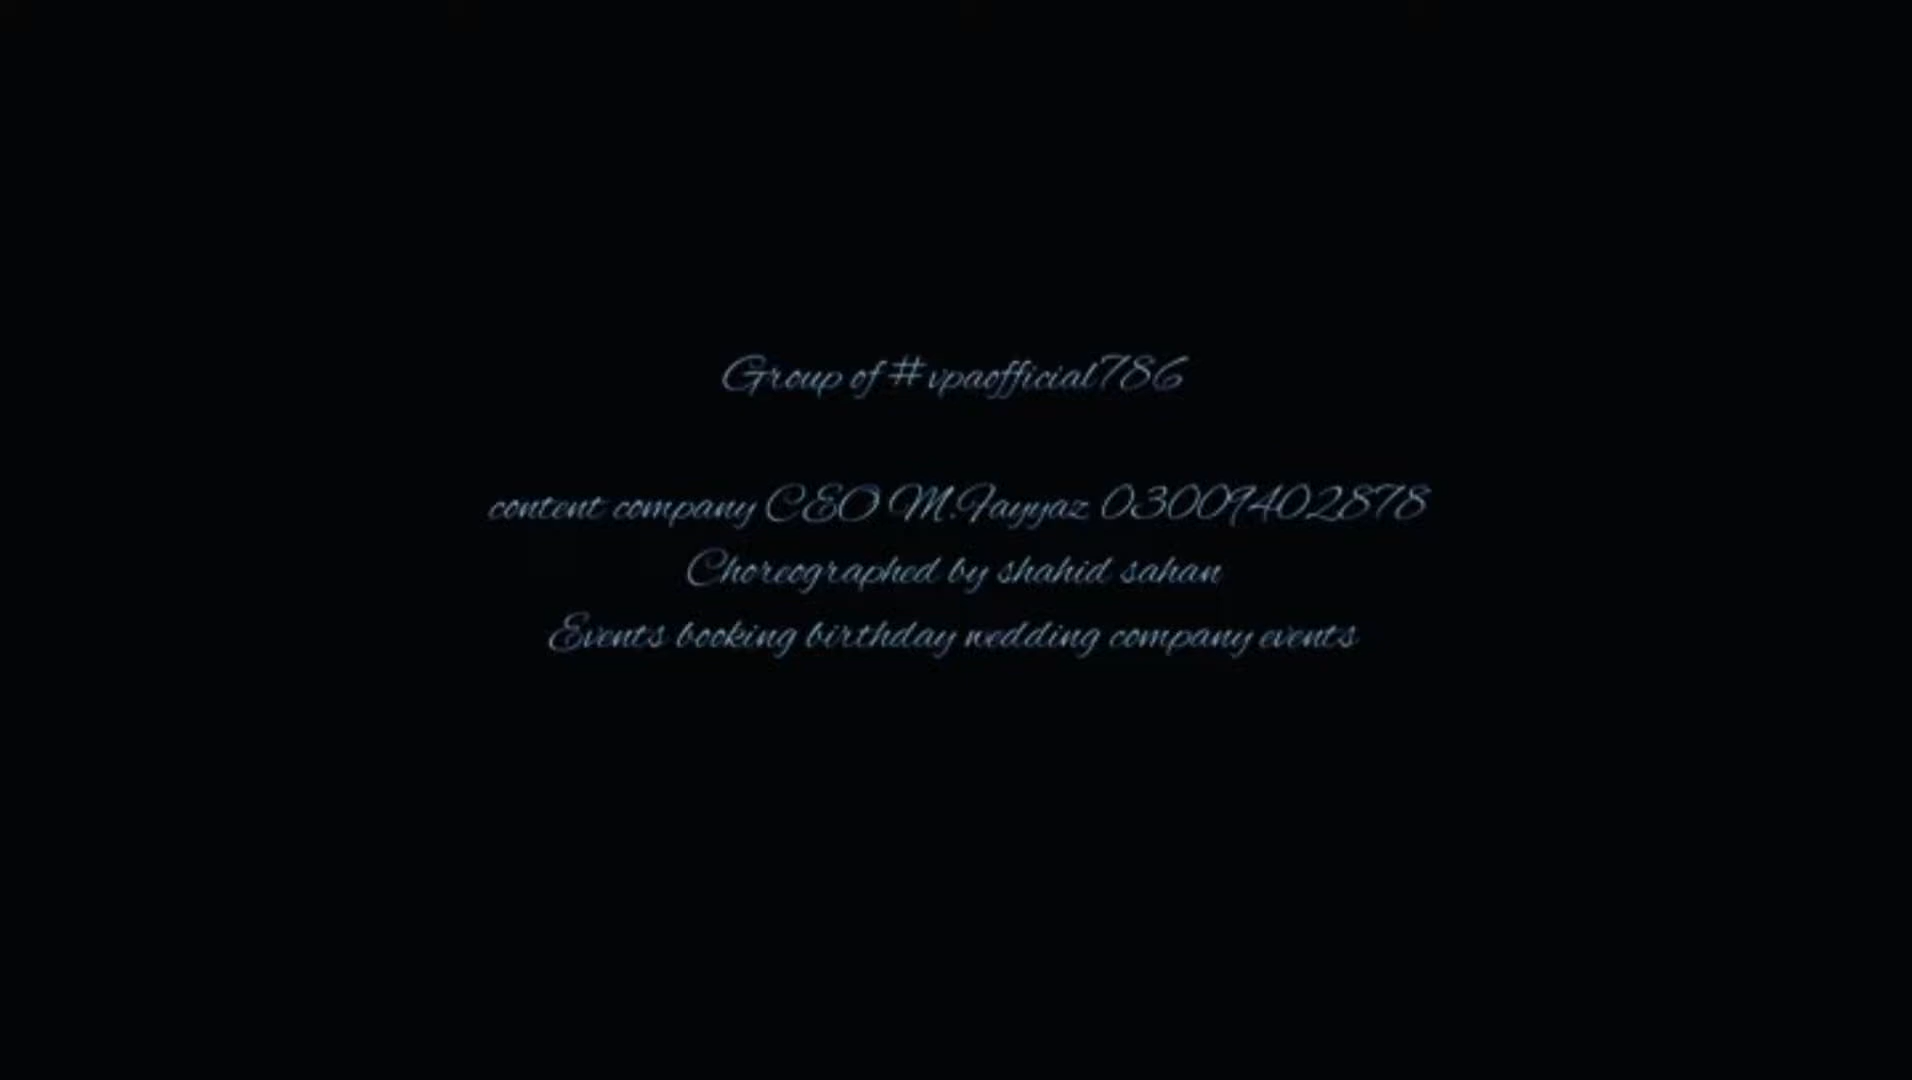 Group of #vpaofficial786
content company CEO M.Fayyaz 03009402878
Choreographed by shahid sahan
Events booking birthday wedding company events